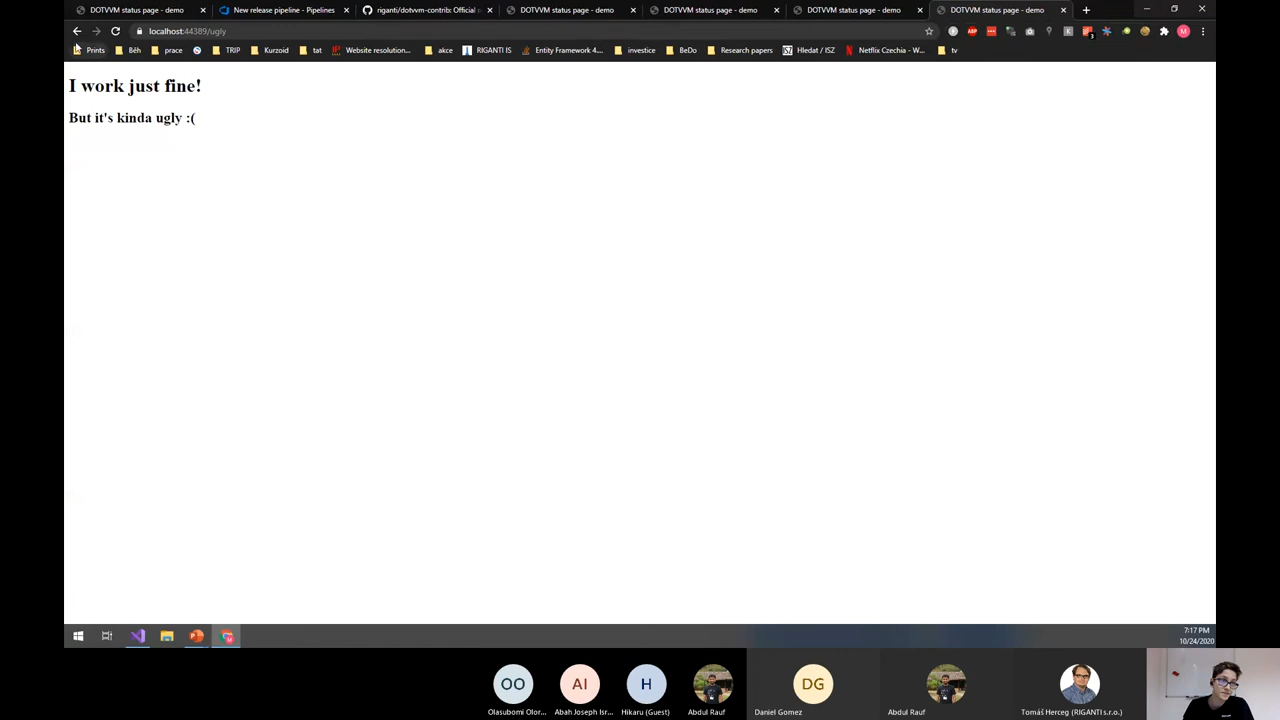 DOTVVM status page - demo
New release pipeline - Pipelines
riganti/dotvvm-contrib: Official
DOTVVM status page - demo
DOTVVM status page - demo
DOTVVM status page - demo
DOTVVM status page - demo
localhost:44389/ugly
Prints
Běh
prace
TRIP
Kurzoid
tat
Website resolution...
akce
RIGANTI IS
Entity Framework 4....
investice
BeDo
Research papers
Hledat / ISZ
Netflix Czechia - W...
tv
I work just fine!
But it's kinda ugly :(
7:17 PM
10/24/2020
OO
AI
H
DG
Olasubomi Olor...
Abah Joseph Isr...
Hikaru (Guest)
Abdul Rauf
Daniel Gomez
Abdul Rauf
Tomáš Herceg (RIGANTI s.r.o.)